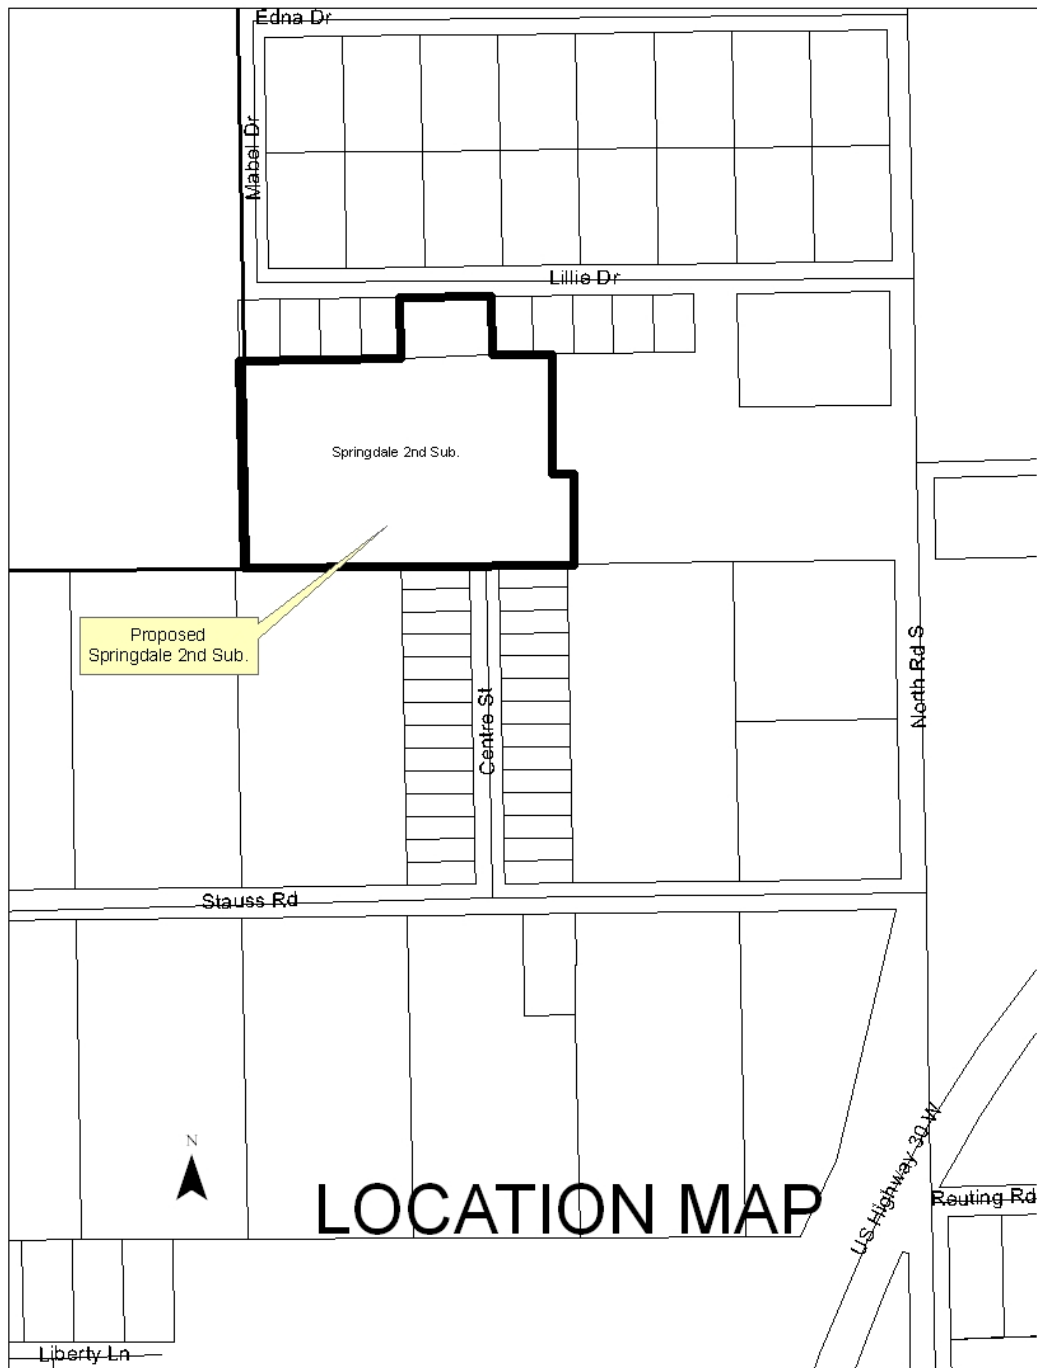 Edna Dr
Mabel Dr
Lillie Dr
Springdale 2nd Sub.
Proposed
Springdale 2nd Sub.
North Rd S
Centre St
Stauss Rd
N
LOCATION MAP
US Highway 30 W
Reuting Rd
Liberty Ln